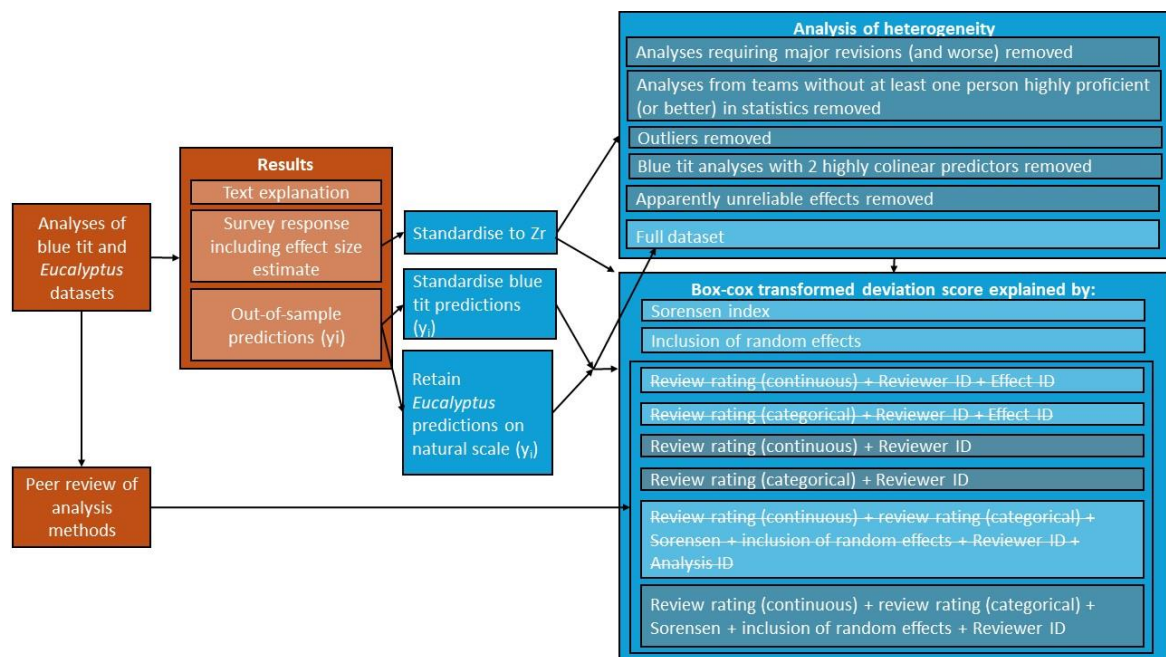 Analyses of
blue tit and
Eucalyptus
datasets
Peer review of
analysis
methods
Results
Text explanation
Survey response
including effect size
estimate
Out-of-sample
predictions (yi)
Standardise to Zr
Standardise blue
tit predictions
(yi)
Retain
Eucalyptus
predictions on
natural scale (yi)
Analysis of heterogeneity
Analyses requiring major revisions (and worse) removed
Analyses from teams without at least one person highly proficient
(or better) in statistics removed
Outliers removed
Blue tit analyses with 2 highly colinear predictors removed
Apparently unreliable effects removed
Full dataset
Box-cox transformed deviation score explained by:
Sorensen index
Inclusion of random effects
Review rating (continuous) + Reviewer ID + Effect ID
Review rating (categorical) + Reviewer ID + Effect ID
Review rating (continuous) + Reviewer ID
Review rating (categorical) + Reviewer ID
Review rating (continuous) + review rating (categorical) +
Sorensen + inclusion of random effects + Reviewer ID +
Analysis ID
Review rating (continuous) + review rating (categorical) +
Sorensen + inclusion of random effects + Reviewer ID